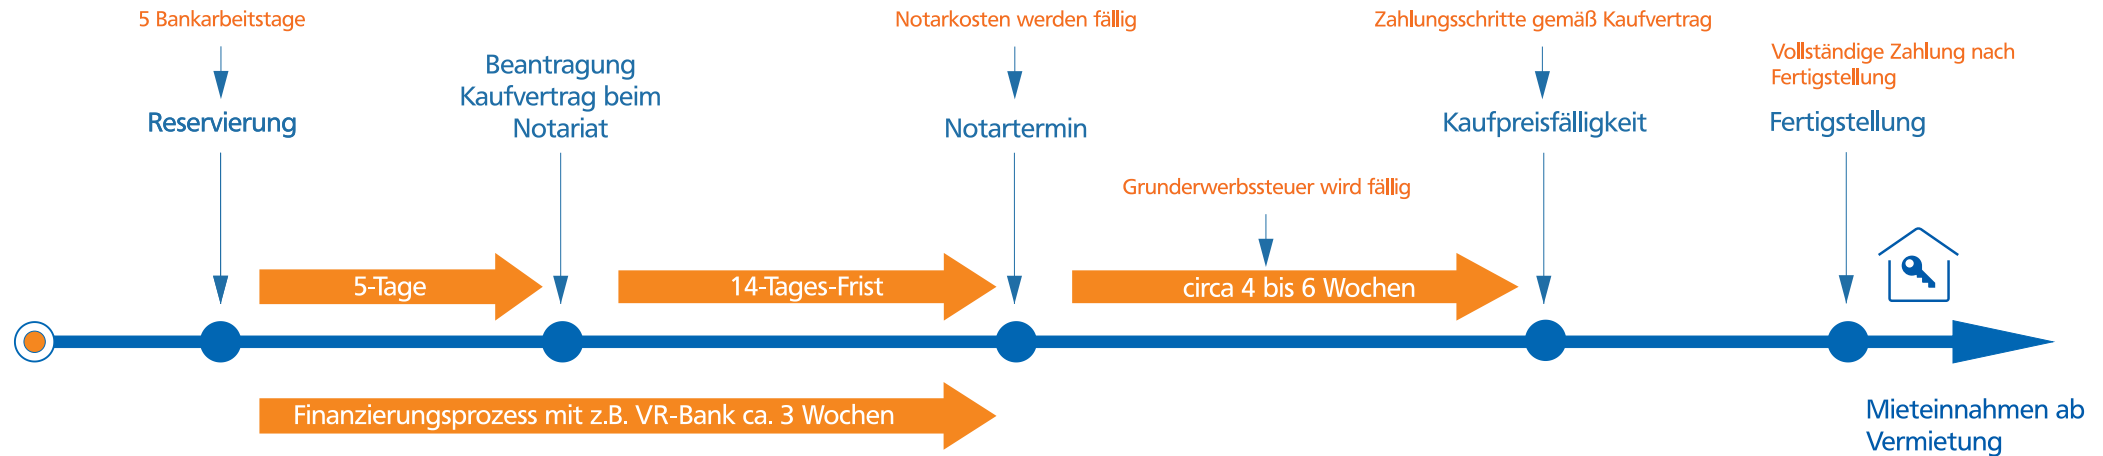 5 Bankarbeitstage
Notarkosten werden fällig
Zahlungsschritte gemäß Kaufvertrag
Vollständige Zahlung nach
Fertigstellung
Reservierung
Beantragung
Kaufvertrag beim
Notariat
Notartermin
Kaufpreisfälligkeit
Fertigstellung
Grunderwerbssteuer wird fällig
5-Tage
14-Tages-Frist
circa 4 bis 6 Wochen
Finanzierungsprozess mit z.B. VR-Bank ca. 3 Wochen
Mieteinnahmen ab
Vermietung